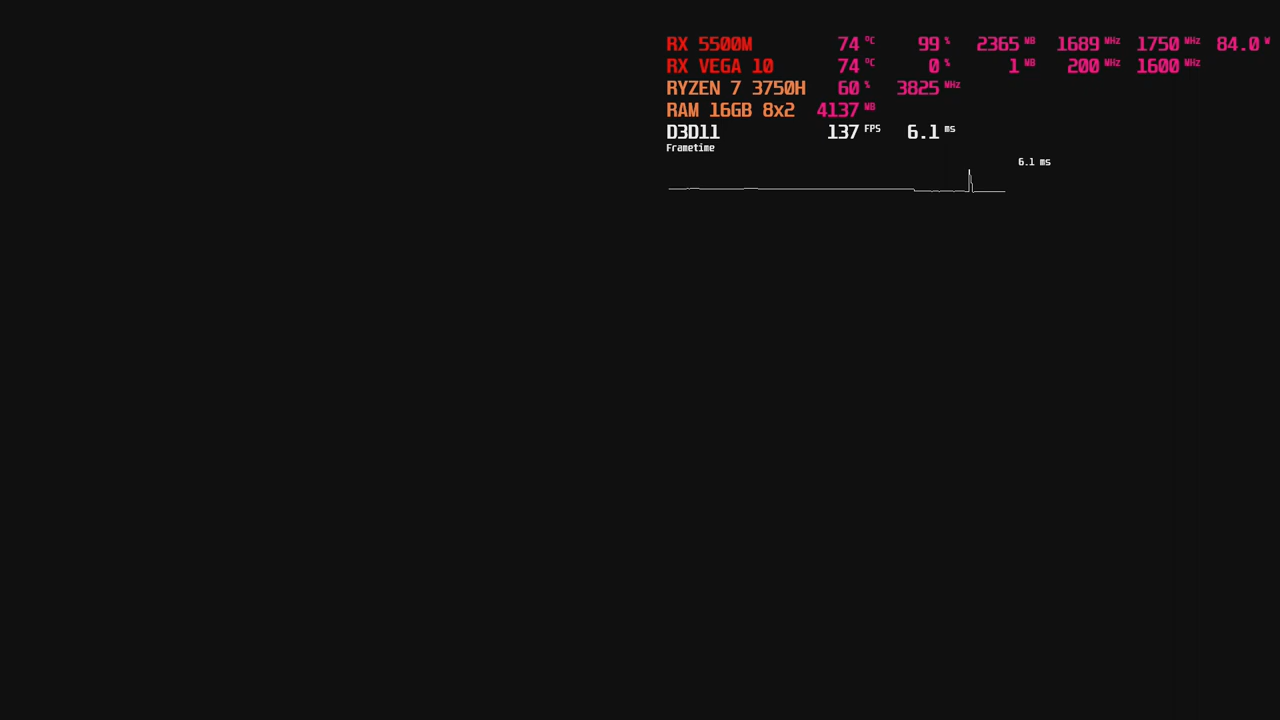 RX 5500M 74 °C 99 % 2365 MB 1689 MHz 1750 MHz 84.0 W
RX VEGA 10 74 °C 0 % 1 MB 200 MHz 1600 MHz
RYZEN 7 3750H 60 % 3825 MHz
RAM 16GB 8x2 4137 MB
D3D11 137 FPS 6.1 ms
Frametime
6.1 ms